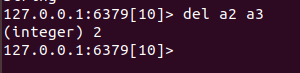 127.0.0.1:6379[10]> del a2 a3
(integer) 2
127.0.0.1:6379[10]>